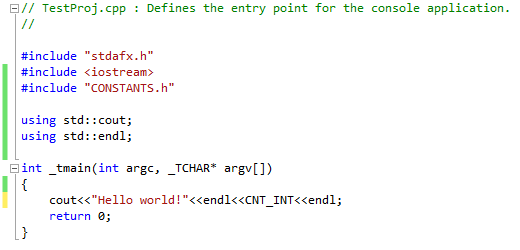 // TestProj.cpp : Defines the entry point for the console application.
//
#include "stdafx.h"
#include <iostream>
#include "CONSTANTS.h"
using std::cout;
using std::endl;
int _tmain(int argc, _TCHAR* argv[])
{
cout<<"Hello world!"<<endl<<CNT_INT<<endl;
return 0;
}